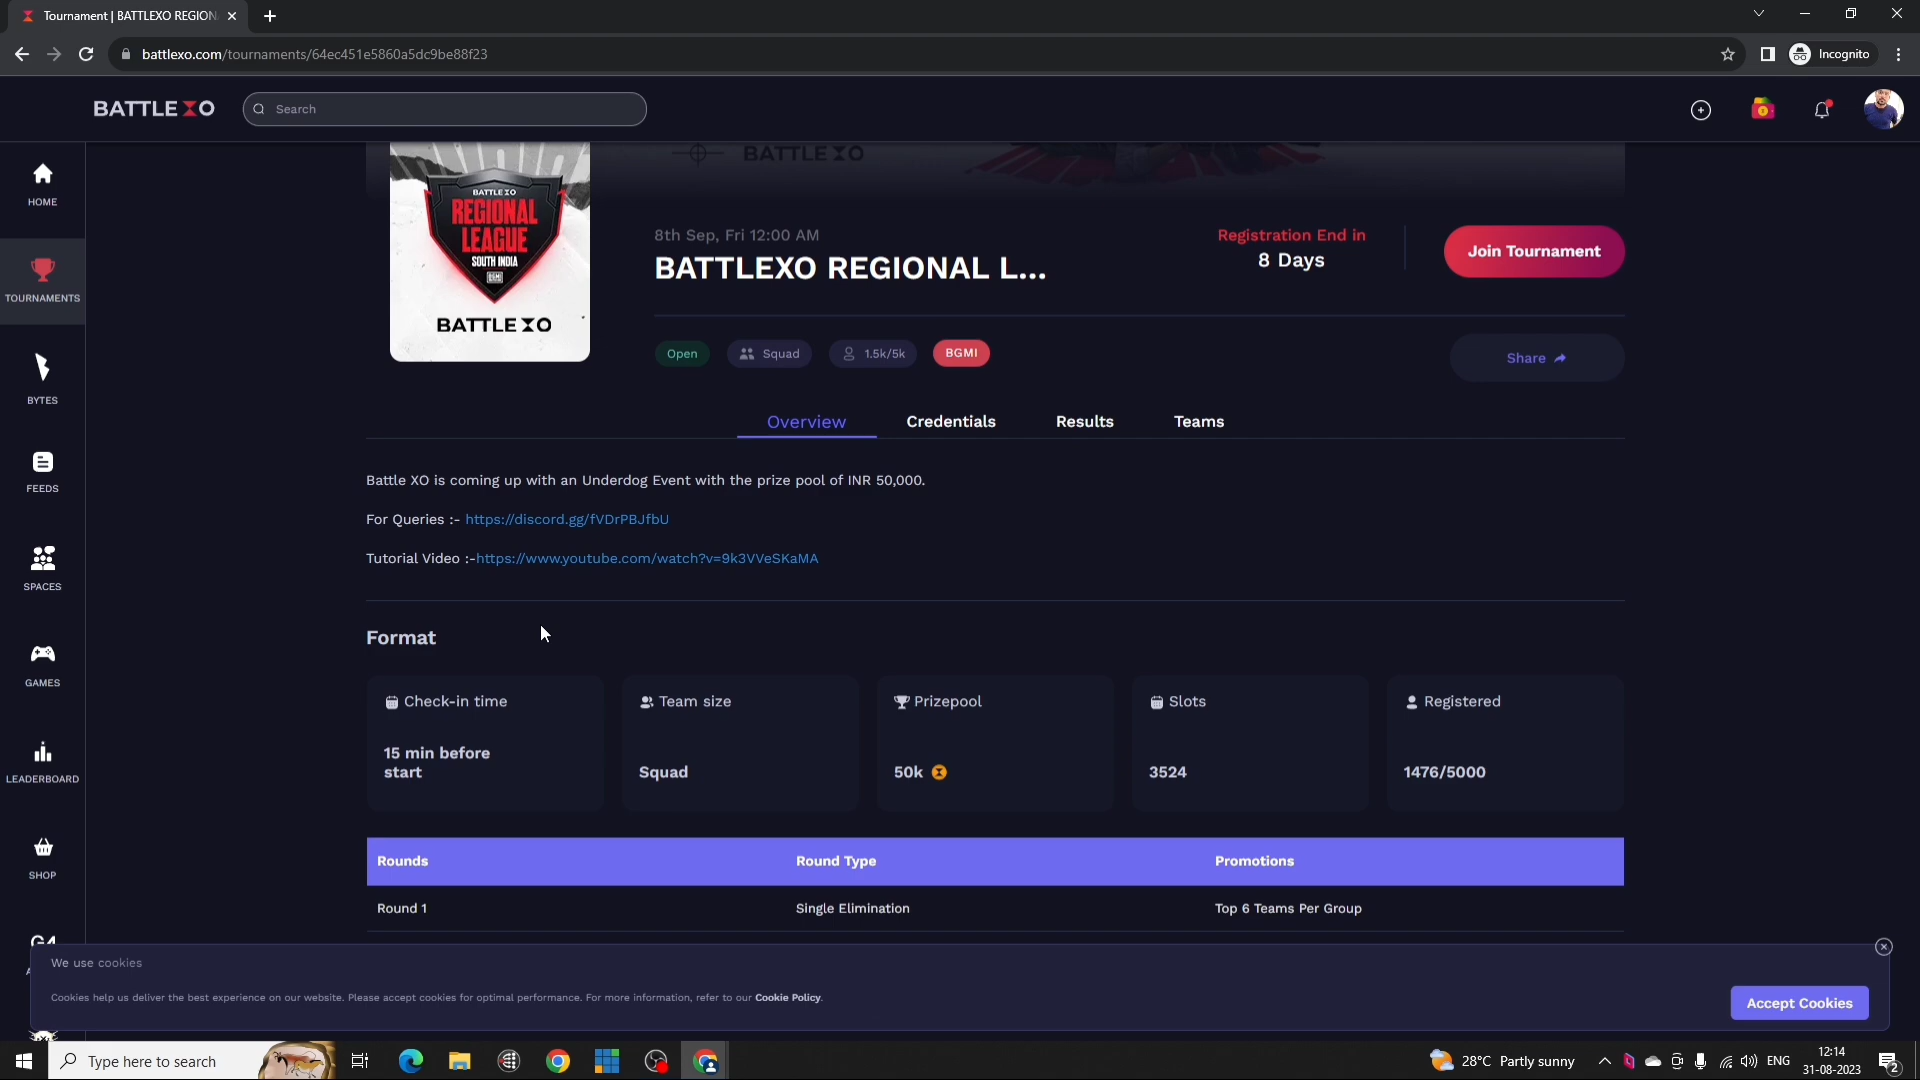 Tournament | BATTLEXO REGION
battlexo.com/tournaments/64ec451e5860a5dc9be88f23
Incognito
BATTLE XO
Search
HOME
TOURNAMENTS
BYTES
FEEDS
SPACES
GAMES
LEADERBOARD
SHOP
G4
BATTLE XO
BATTLE XO
REGIONAL
LEAGUE
SOUTH INDIA
BGMI
BATTLE XO
8th Sep, Fri 12:00 AM
BATTLEXO REGIONAL L...
Registration End in
8 Days
Join Tournament
Open
Squad
1.5k/5k
BGMI
Share
Overview
Credentials
Results
Teams
Battle XO is coming up with an Underdog Event with the prize pool of INR 50,000.
For Queries :- https://discord.gg/fVDrPBJfbU
Tutorial Video :-https://www.youtube.com/watch?v=9k3VVeSKaMA
Format
Check-in time
15 min before
start
Team size
Squad
Prizepool
50k
Slots
3524
Registered
1476/5000
Rounds Round Type Promotions
Round 1 Single Elimination Top 6 Teams Per Group
We use cookies
Cookies help us deliver the best experience on our website. Please accept cookies for optimal performance. For more information, refer to our Cookie Policy.
Accept Cookies
Type here to search
28°C Partly sunny
ENG
12:14
31-08-2023
2